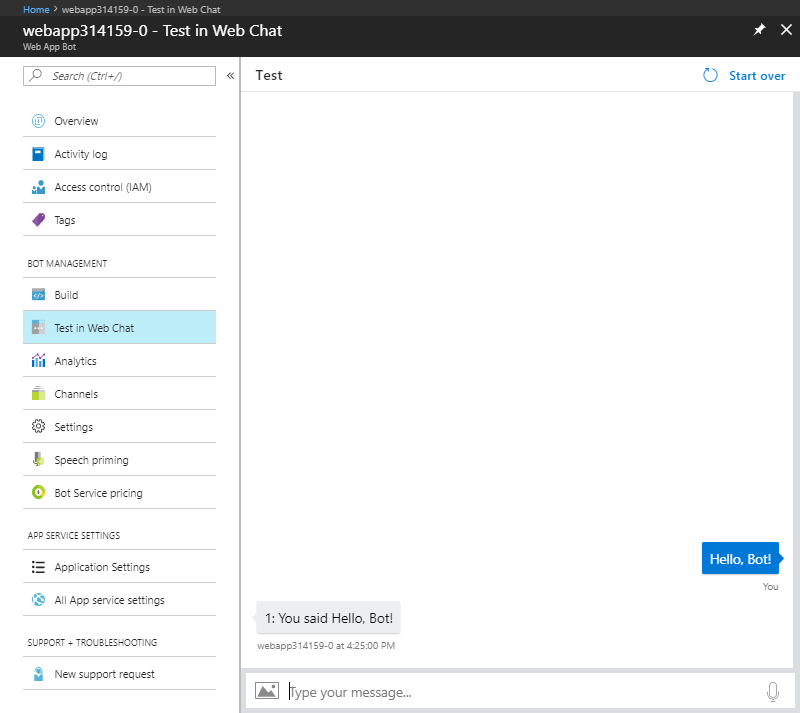 Home > webapp314159-0 - Test in Web Chat
webapp314159-0 - Test in Web Chat
Web App Bot
Search (Ctrl+/)
«
Overview
Activity log
Access control (IAM)
Tags
BOT MANAGEMENT
Build
Test in Web Chat
Analytics
Channels
Settings
Speech priming
Bot Service pricing
APP SERVICE SETTINGS
Application Settings
All App service settings
SUPPORT + TROUBLESHOOTING
New support request
Test
Start over
Hello, Bot!
You
1: You said Hello, Bot!
webapp314159-0 at 4:25:00 PM
Type your message...